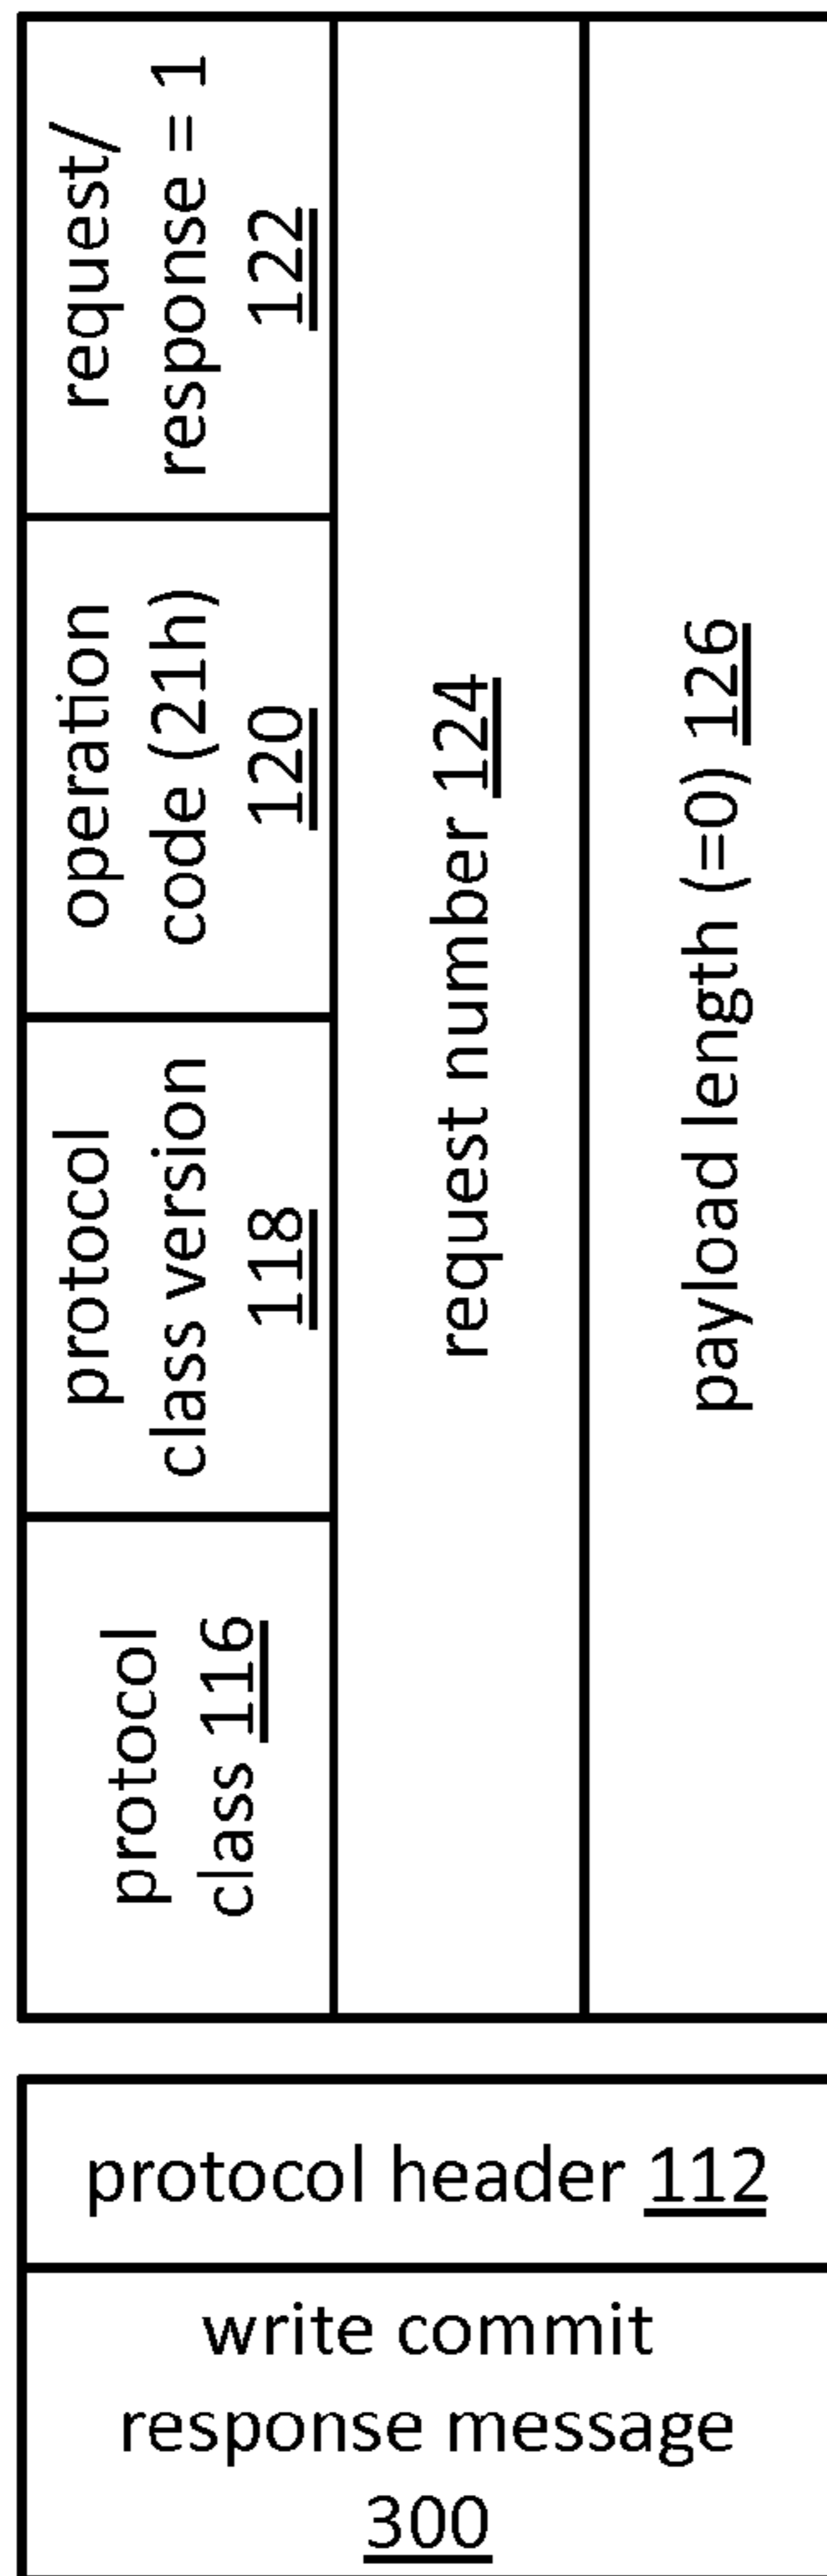 protocol
class 116
protocol
class version
118
operation
code (21h)
120
request/
response = 1
122
request number 124
payload length (=0) 126
protocol header 112
write commit
response message
300